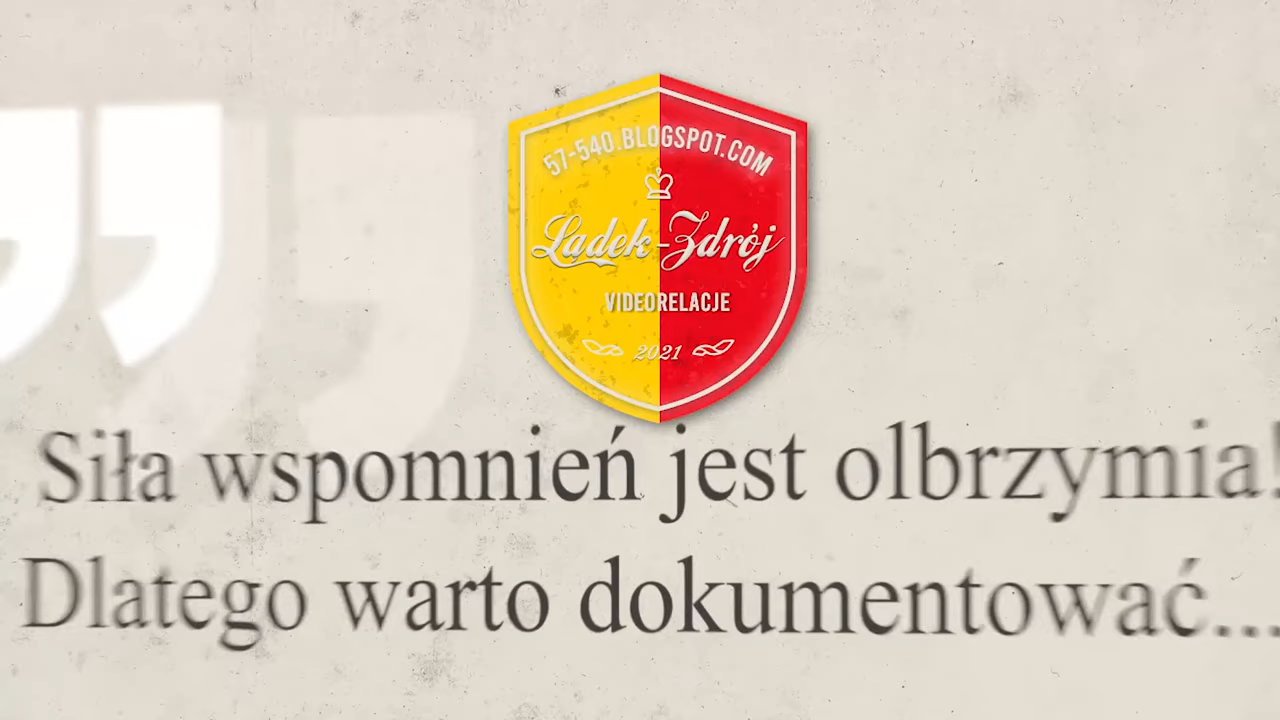 57-540.BLOGSPOT.COM
Lądek-Zdrój
VIDEORELACJE
2021
Siła wspomnień jest olbrzymia!
Dlatego warto dokumentować...